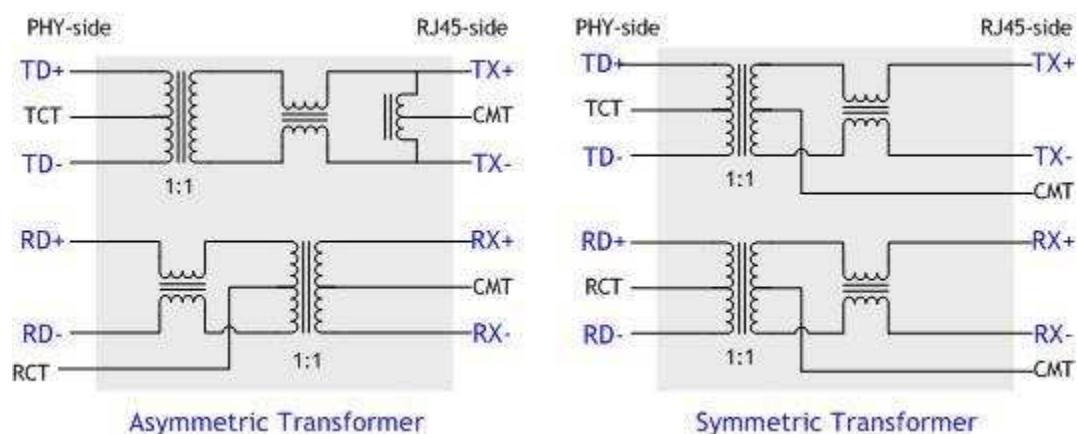 PHY-side RJ45-side
TD+ TX+
TCT CMT
TD- TX-
1:1
RD+ RX+
CMT
RD- RX-
RCT 1:1
Asymmetric Transformer
PHY-side RJ45-side
TD+ TX+
TCT
TD- TX-
1:1 CMT
RD+ RX+
RCT
RD- RX-
1:1 CMT
Symmetric Transformer